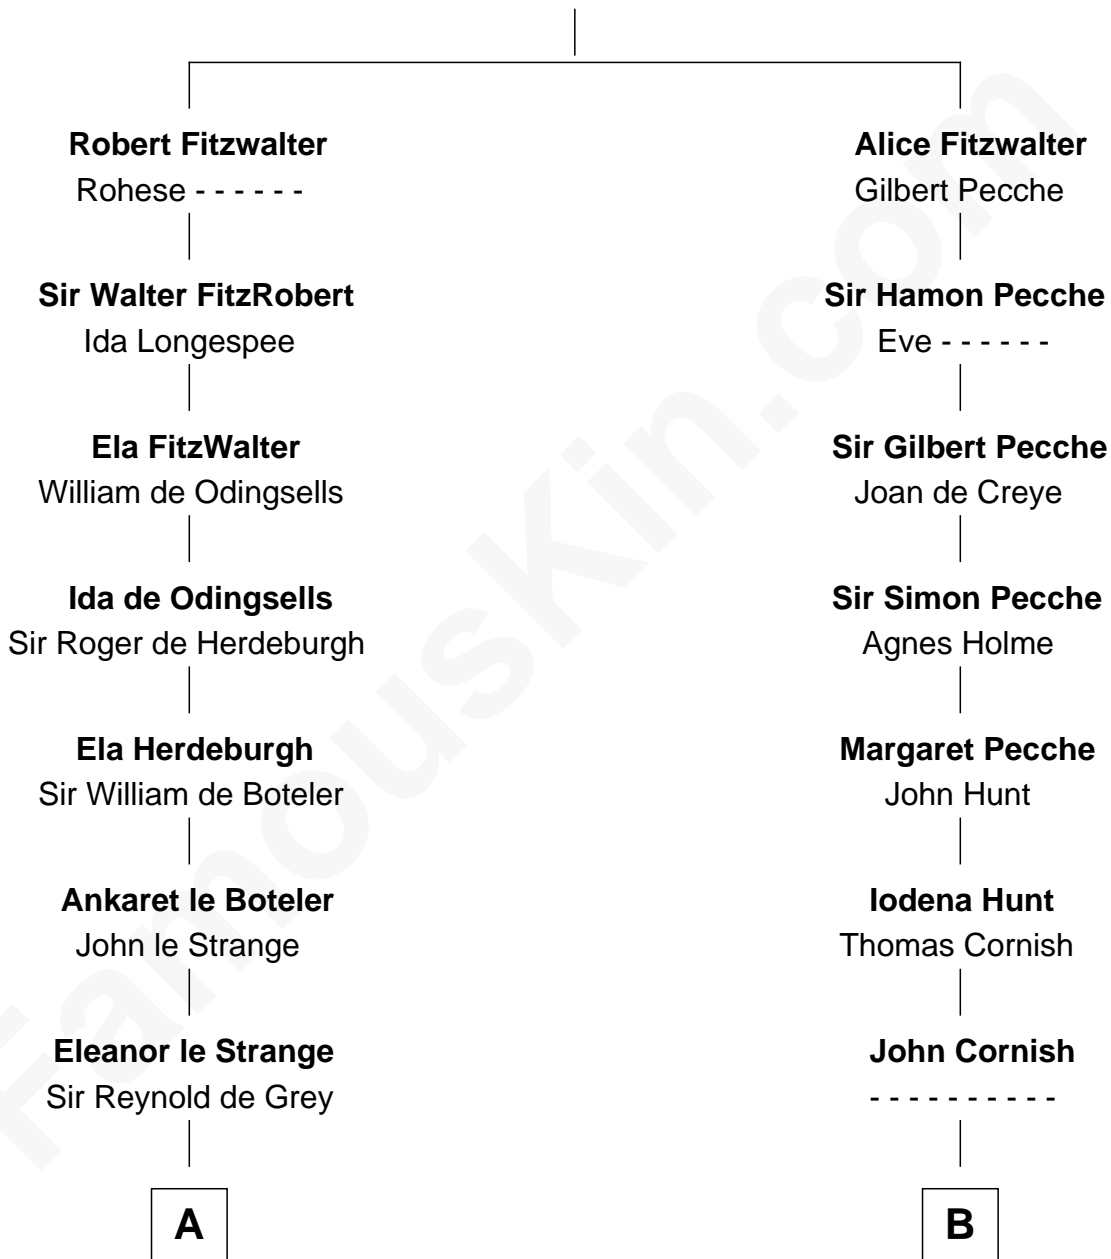 Robert Fitzwalter
Rohese - - - - - -
Alice Fitzwalter
Gilbert Pecche
Sir Walter FitzRobert
Ida Longespee
Sir Hamon Pecche
Eve - - - - - -
Ela FitzWalter
William de Odingsells
Sir Gilbert Pecche
Joan de Creye
Ida de Odingsells
Sir Roger de Herdeburgh
Sir Simon Pecche
Agnes Holme
Ela Herdeburgh
Sir William de Boteler
Margaret Pecche
John Hunt
Ankaret le Boteler
John le Strange
Iodena Hunt
Thomas Cornish
Eleanor le Strange
Sir Reynold de Grey
John Cornish
- - - - - - - - - -
A
B
FamousKin.com